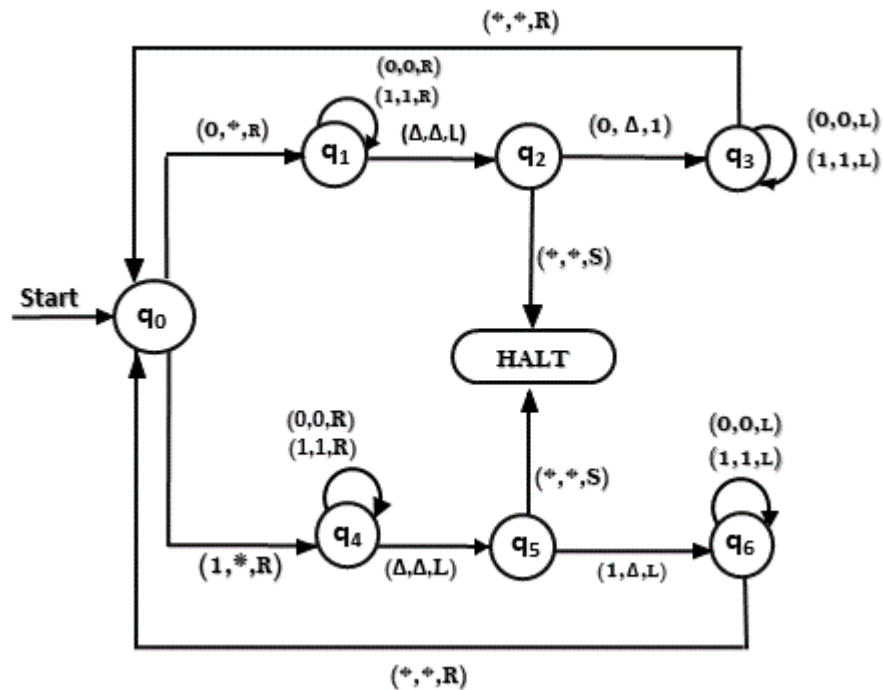 (*,*,R)
(0,0,R)
(1,1,R)
(0,*,R)
q1
(Δ,Δ,L)
q2
(0, Δ,1)
q3
(0,0,L)
(1,1,L)
(*,*,S)
Start
q0
HALT
(0,0,R)
(1,1,R)
(0,0,L)
(1,1,L)
(*,*,S)
q4
q5
q6
(1,*,R)
(Δ,Δ,L)
(1,Δ,L)
(*,*,R)